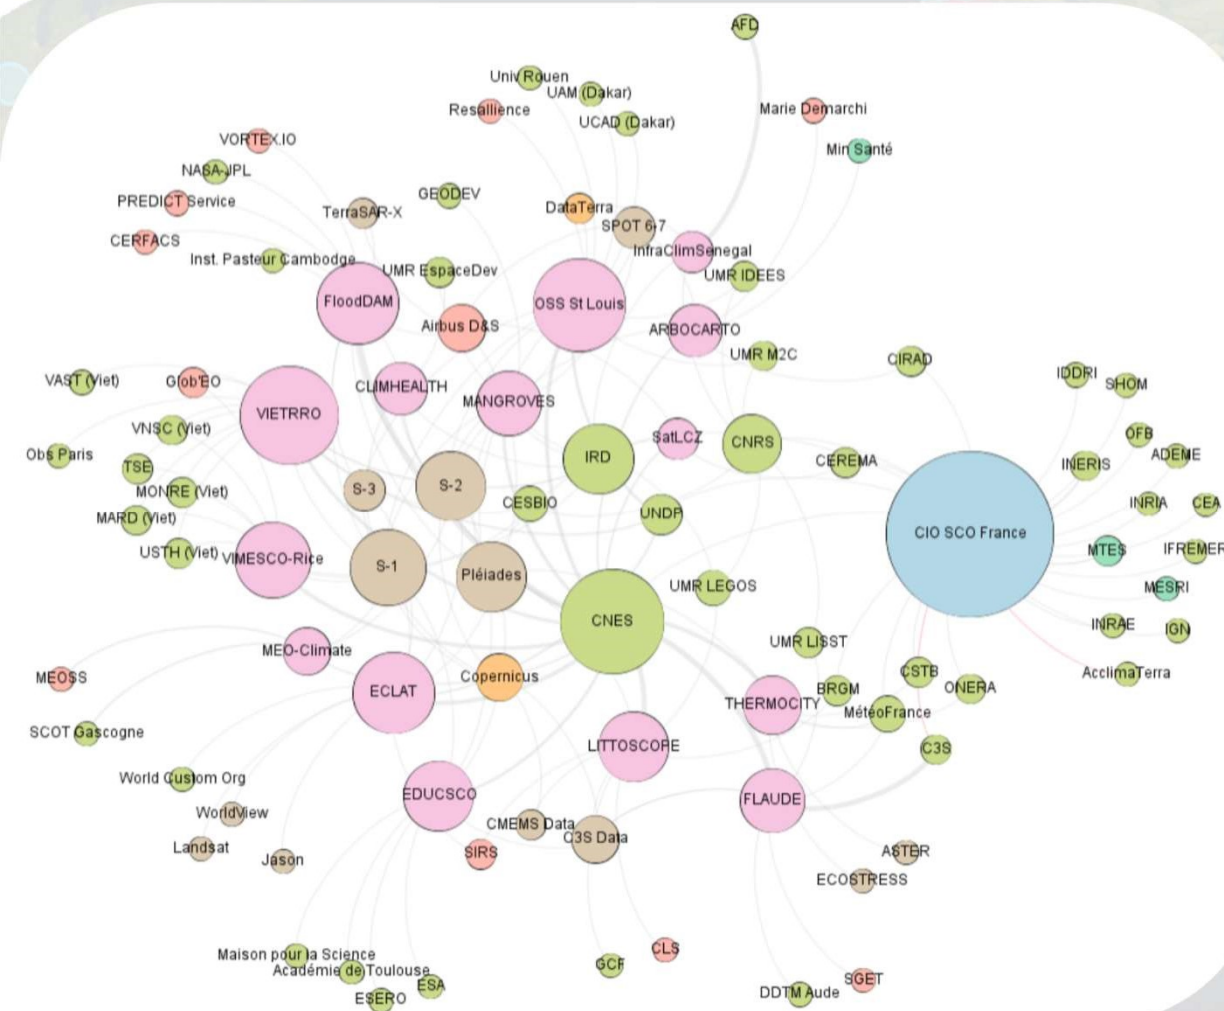 AFD
Univ Rouen
UAM (Dakar)
Resallience
UCAD (Dakar)
Marie Demarchi
VORTEX.IO
Min Santé
NASA-JPL
PREDICT Service
GEODEV
TerraSAR-X
DataTerra
SPOT 6-7
CERFACS
InfraClimSenegal
Inst. Pasteur Cambodge
UMR EspaceDev
UMR IDEES
FloodDAM
OSS St Louis
Airbus D&S
ARBOCARTO
UMR M2C
CIRAD
IDDRI
SHOM
VAST (Viet)
Glob'EO
CLIMHEALTH
MANGROVES
VIETRRO
VNSC (Viet)
SatLCZ
CNRS
OFB
Obs Paris
IRD
CEREMA
INERIS
ADEME
TSE
MONRE (Viet)
S-3
S-2
CESBIO
UNDP
INRIA
CEA
MARD (Viet)
CIO SCO France
USTH (Viet)
VIMESCO-Rice
S-1
Pléiades
MTES
IFREMER
UMR LEGOS
MESRI
CNES
INRAE
IGN
MEO-Climate
UMR LISST
MEOSS
Copernicus
CSTB
AcclimaTerra
ECLAT
BRGM
ONERA
THERMOCITY
MétéoFrance
SCOT Gascogne
LITTOSCOPE
C3S
World Custom Org
EDUCSCO
FLAUDE
WorldView
CMEMS Data
C3S Data
Landsat
Jason
SIRS
ASTER
ECOSTRESS
Maison pour la Science
CLS
Académie de Toulouse
GCF
ESERO
ESA
SGET
DDTM Aude